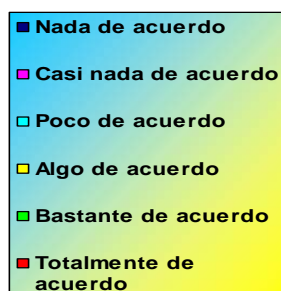 Nada de acuerdo
Casi nada de acuerdo
Poco de acuerdo
Algo de acuerdo
Bastante de acuerdo
Totalmente de
acuerdo